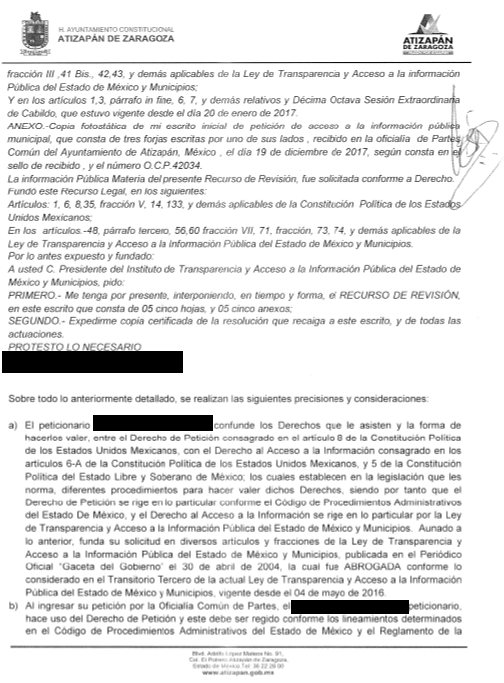 H. AYUNTAMIENTO CONSTITUCIONAL
ATIZAPÁN DE ZARAGOZA
ATIZAPÁN
DE ZARAGOZA
fracción III ,41 Bis., 42,43, y demás aplicables de la Ley de Transparencia y Acceso a la información
Pública del Estado de México y Municipios;
Y en los artículos 1,3, párrafo in fine, 6, 7, y demás relativos y Décima Octava Sesión Extraordinaria
de Cabildo, que estuvo vigente desde el día 20 de enero de 2017.
ANEXO.-Copia fotostática de mi escrito inicial de petición de acceso a la información pública
municipal, que consta de tres forjas escritas por uno de sus lados , recibido en la oficialía de Partes
Común del Ayuntamiento de Atizapán, México , el día 19 de diciembre de 2017, según consta en el
sello de recibido , y el número O.C.P.42034.
La información Pública Materia del presente Recurso de Revisión, fue solicitada conforme a Derecho.
Fundó este Recurso Legal, en los siguientes:
Artículos: 1, 6, 8,35, fracción V, 14, 133, y demás aplicables de la Constitución Política de los Estados
Unidos Mexicanos;
En los artículos.-48, párrafo tercero, 56,60 fracción VII, 71, fracción, 73, 74, y demás aplicables de la
Ley de Transparencia y Acceso a la Información Pública del Estado de México y Municipios.
Por lo antes expuesto y fundado:
A usted C. Presidente del Instituto de Transparencia y Acceso a la Información Pública del Estado de
México y Municipios, pido:
PRIMERO.- Me tenga por presente, interponiendo, en tiempo y forma, el RECURSO DE REVISIÓN,
en este escrito que consta de 05 cinco hojas, y 05 cinco anexos;
SEGUNDO.- Expedirme copia certificada de la resolución que recaiga a este escrito, y de todas las
actuaciones.
PROTESTO LO NECESARIO
Sobre todo lo anteriormente detallado, se realizan las siguientes precisiones y consideraciones:
a) El peticionario confunde los Derechos que le asisten y la forma de
hacerlos valer, entre el Derecho de Petición consagrado en el artículo 8 de la Constitución Política
de los Estados Unidos Mexicanos, con el Derecho al Acceso a la Información consagrado en los
artículos 6-A de la Constitución Política de los Estados Unidos Mexicanos, y 5 de la Constitución
Política del Estado Libre y Soberano de México; los cuales establecen en la legislación que les
norma, diferentes procedimientos para hacer valer dichos Derechos, siendo por tanto que el
Derecho de Petición se rige en lo particular conforme el Código de Procedimientos Administrativos
del Estado De México, y el Derecho al Acceso a la Información se rige en lo particular por la Ley
de Transparencia y Acceso a la Información Pública del Estado de México y Municipios. Aunado a
lo anterior, funda su solicitud en diversos artículos y fracciones de la Ley de Transparencia y
Acceso a la Información Pública del Estado de México y Municipios, publicada en el Periódico
Oficial "Gaceta del Gobierno" el 30 de abril de 2004, la cual fue ABROGADA conforme lo
considerado en el Transitorio Tercero de la actual Ley de Transparencia y Acceso a la Información
Pública del Estado de México y Municipios, vigente desde el 04 de mayo de 2016.
b) Al ingresar su petición por la Oficialía Común de Partes, el peticionario,
hace uso del Derecho de Petición y este debe ser regido conforme los lineamientos determinados
en el Código de Procedimientos Administrativos del Estado de México y el Reglamento de la
Blvd. Adolfo López Mateos No. 91,
Col. El Potrero Atizapán de Zaragoza,
Estado de México Tel. 36 22 28 00
www.atizapan.gob.mx